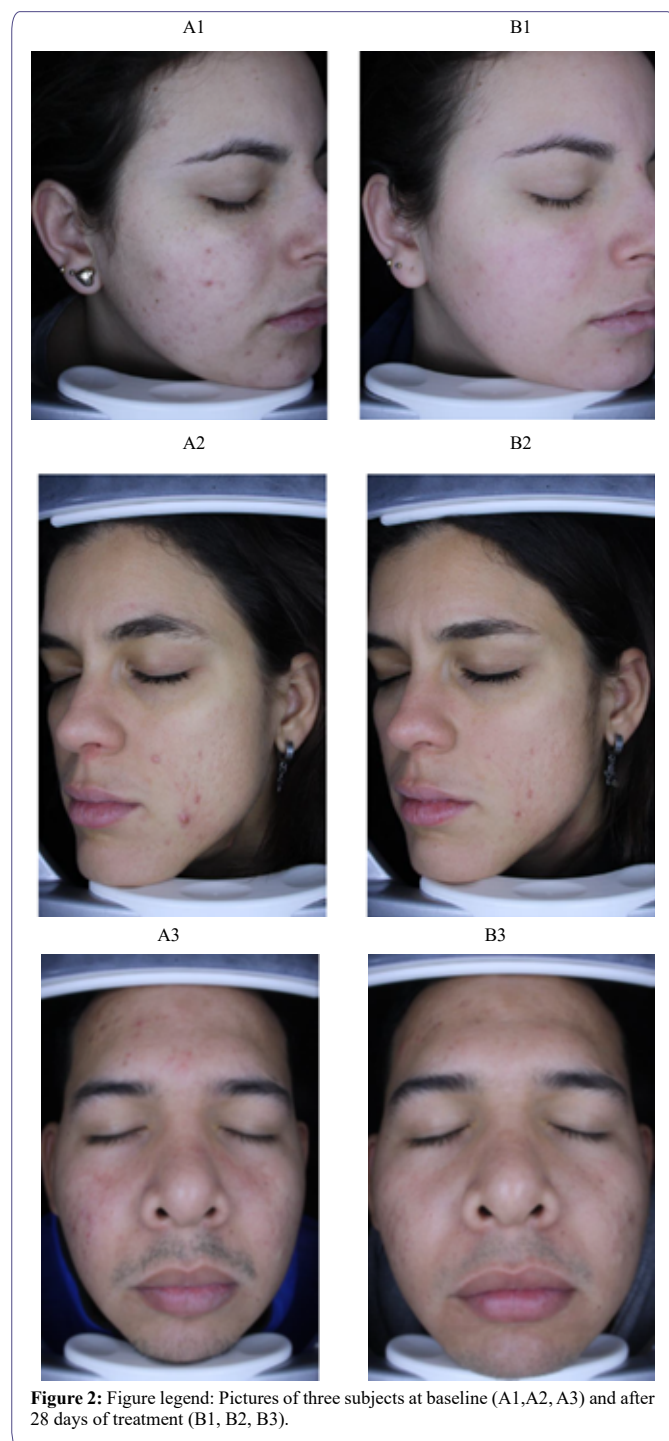 A1 B1
A2 B2
A3 B3
Figure 2: Figure legend: Pictures of three subjects at baseline (A1,A2, A3) and after
28 days of treatment (B1, B2, B3).